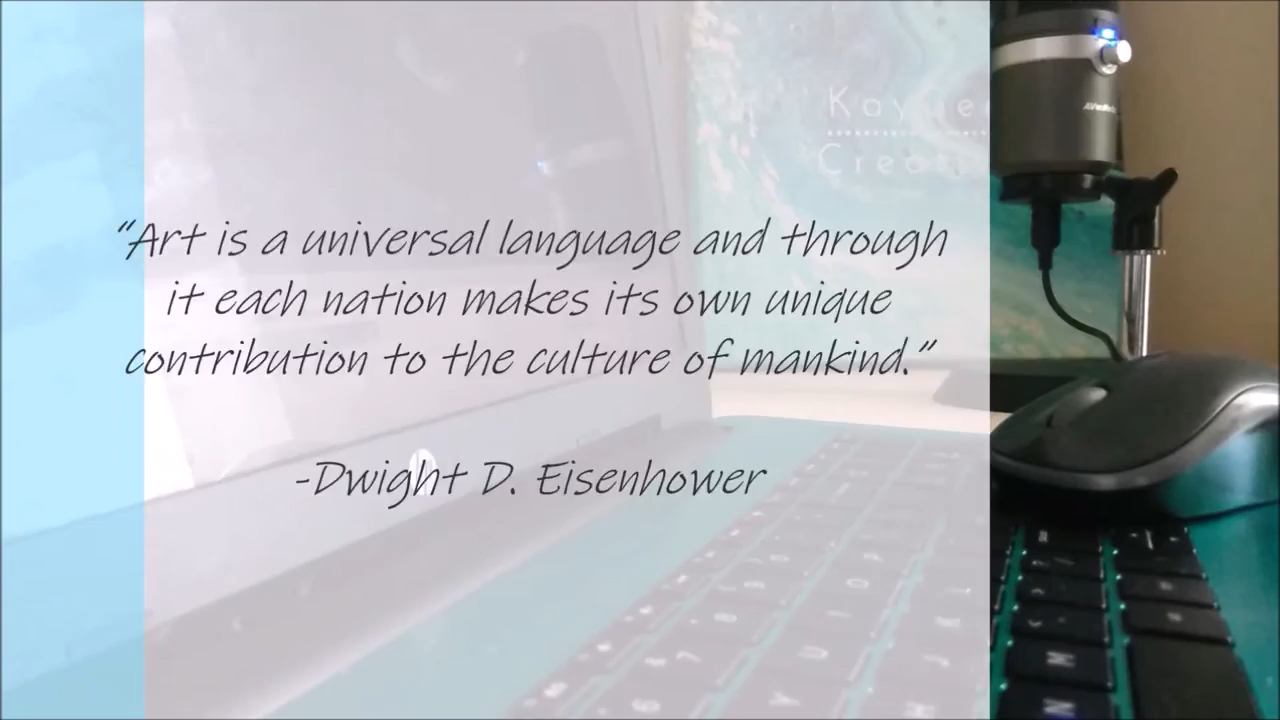 “Art is a universal language and through
it each nation makes its own unique
contribution to the culture of mankind.”
-Dwight D. Eisenhower